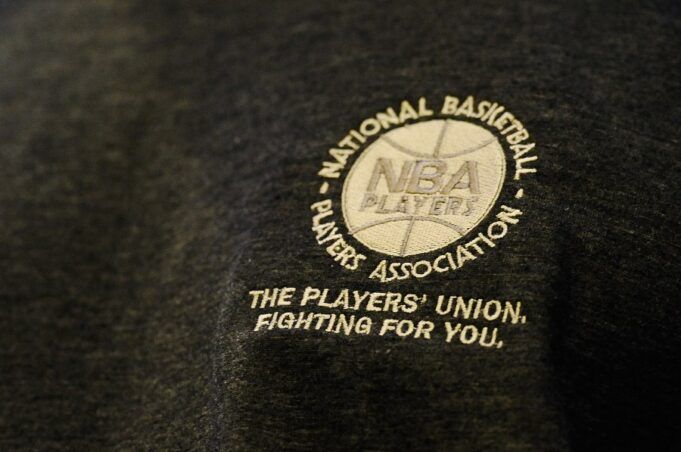 NATIONAL BASKETBALL
NBA
PLAYERS
PLAYERS ASSOCIATION
THE PLAYERS' UNION.
FIGHTING FOR YOU.